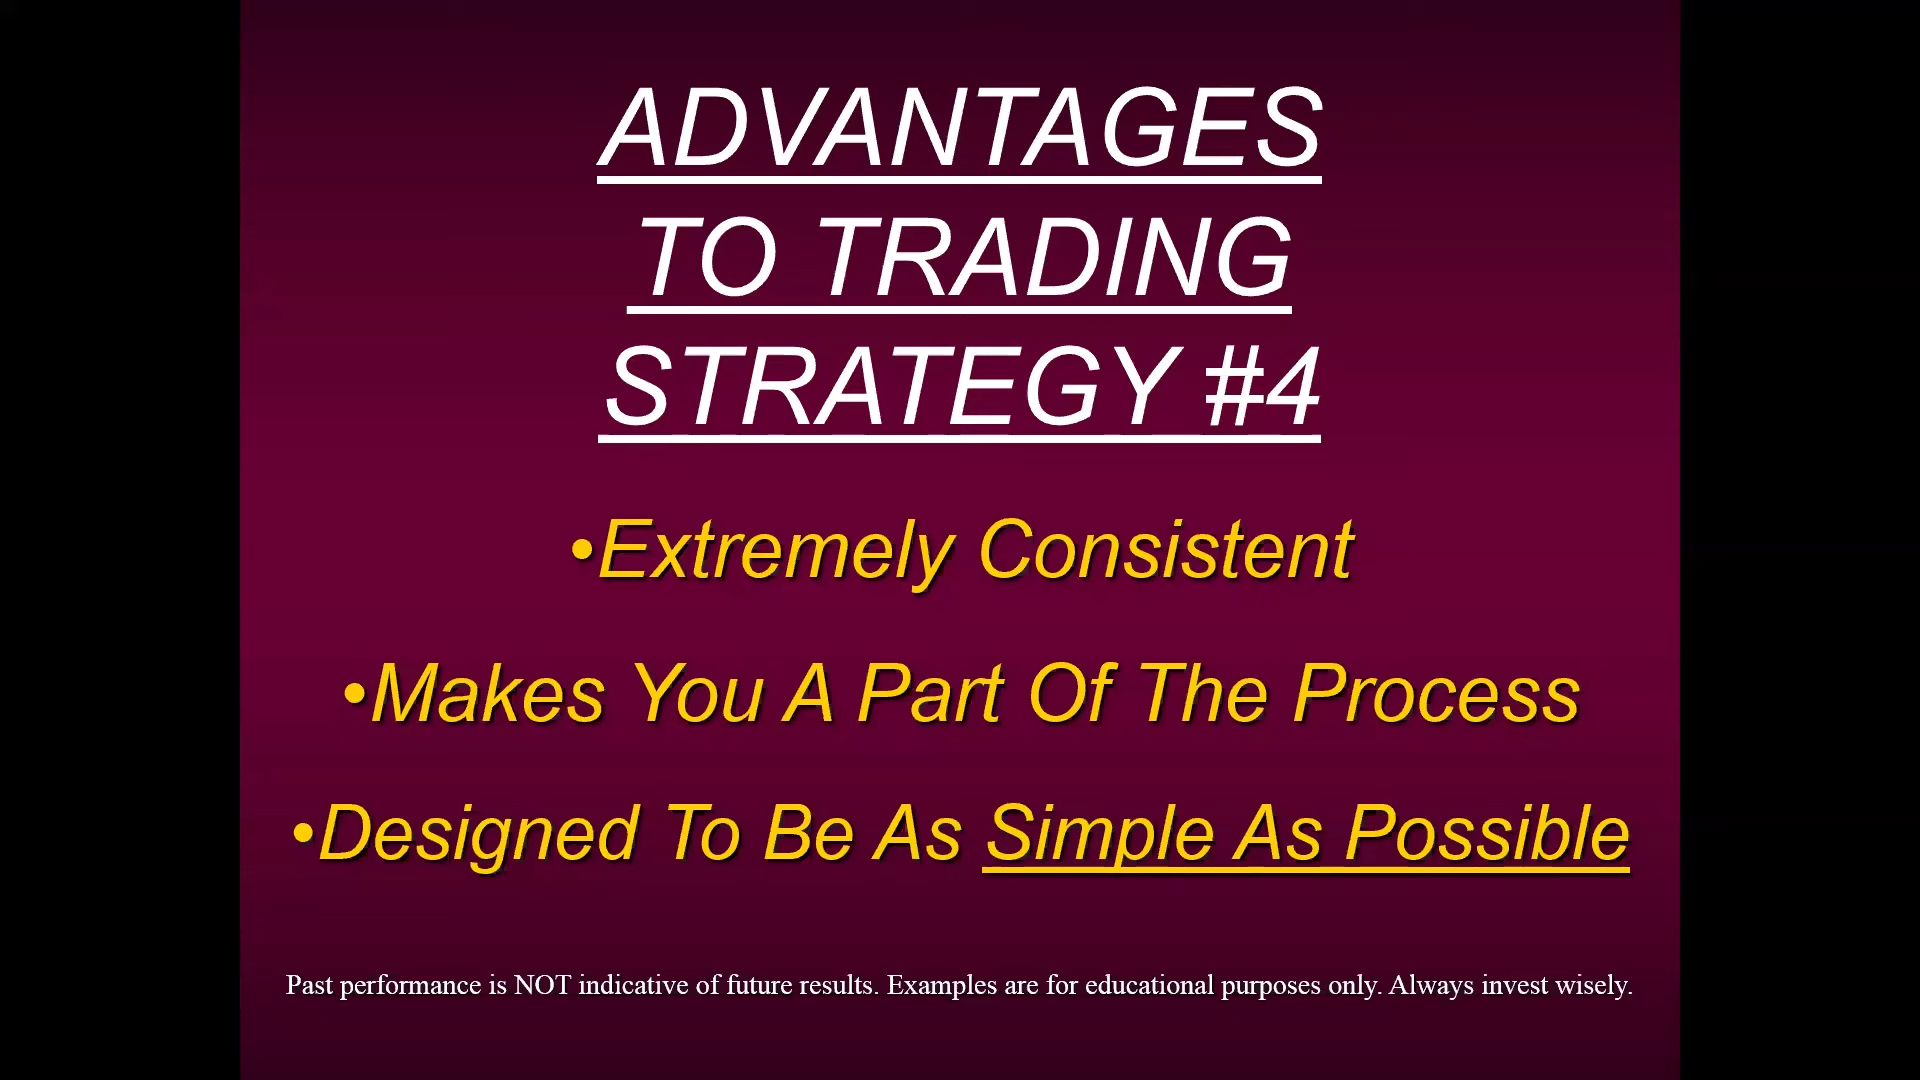 ADVANTAGES
TO TRADING
STRATEGY #4
•Extremely Consistent
•Makes You A Part Of The Process
•Designed To Be As Simple As Possible
Past performance is NOT indicative of future results. Examples are for educational purposes only. Always invest wisely.